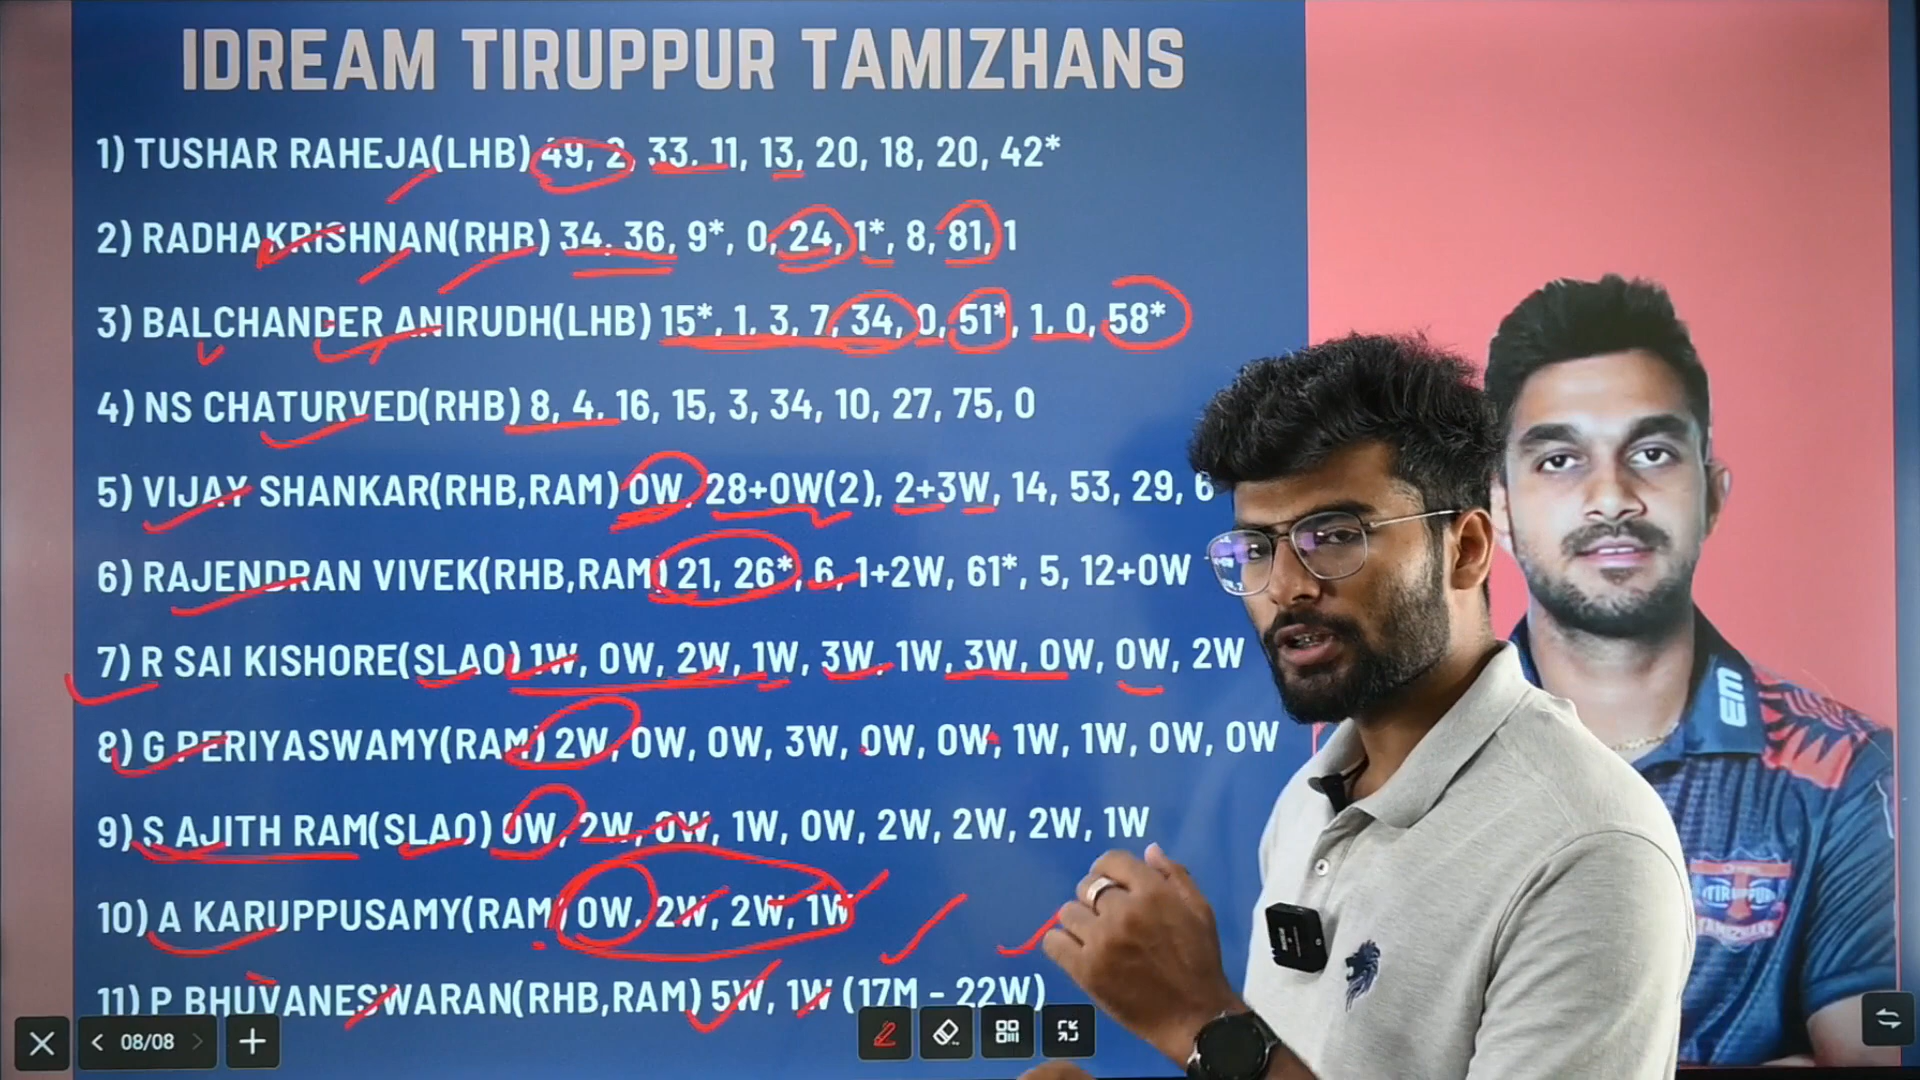 IDREAM TIRUPPUR TAMIZHANS
1) TUSHAR RAHEJA(LHB) 49, 2, 33, 11, 13, 20, 18, 20, 42*
2) RADHAKRISHNAN(RHB) 34, 36, 9*, 0, 24, 1*, 8, 81, 1
3) BALCHANDER ANIRUDH(LHB) 15*, 1, 3, 7, 34, 0, 51*, 1, 0, 58*
4) NS CHATURVED(RHB) 8, 4, 16, 15, 3, 34, 10, 27, 75, 0
5) VIJAY SHANKAR(RHB,RAM) 0W, 28+0W(2), 2+3W, 14, 53, 29, 6
6) RAJENDRAN VIVEK(RHB,RAM) 21, 26*, 6, 1+2W, 61*, 5, 12+0W
7) R SAI KISHORE(SLAO) 1W, 0W, 2W, 1W, 3W, 1W, 3W, 0W, 0W, 2W
8) G PERIYASWAMY(RAM) 2W, 0W, 0W, 3W, 0W, 0W, 1W, 1W, 0W, 0W
9) S AJITH RAM(SLAO) 0W, 2W, 0W, 1W, 0W, 2W, 2W, 2W, 1W
10) A KARUPPUSAMY(RAM) 0W, 2W, 2W, 1W
11) P BHUVANESWARAN(RHB,RAM) 5W, 1W (17M - 22W)
08/08
EM
TIRUPPUR
TAMIZHANS